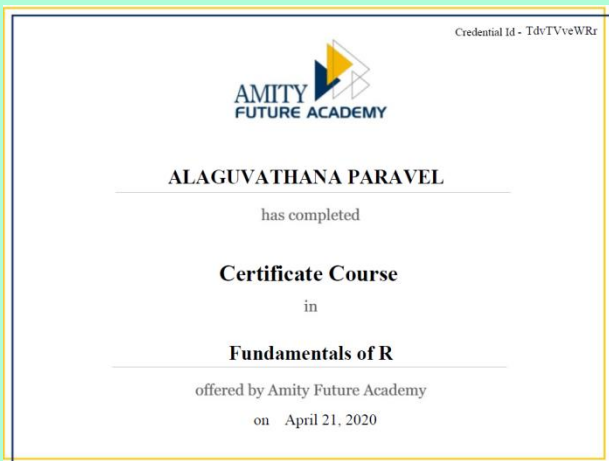 Credential Id - TdvTVveWRr
AMITY
FUTURE ACADEMY
ALAGUVATHANA PARAVEL
has completed
Certificate Course
in
Fundamentals of R
offered by Amity Future Academy
on April 21, 2020